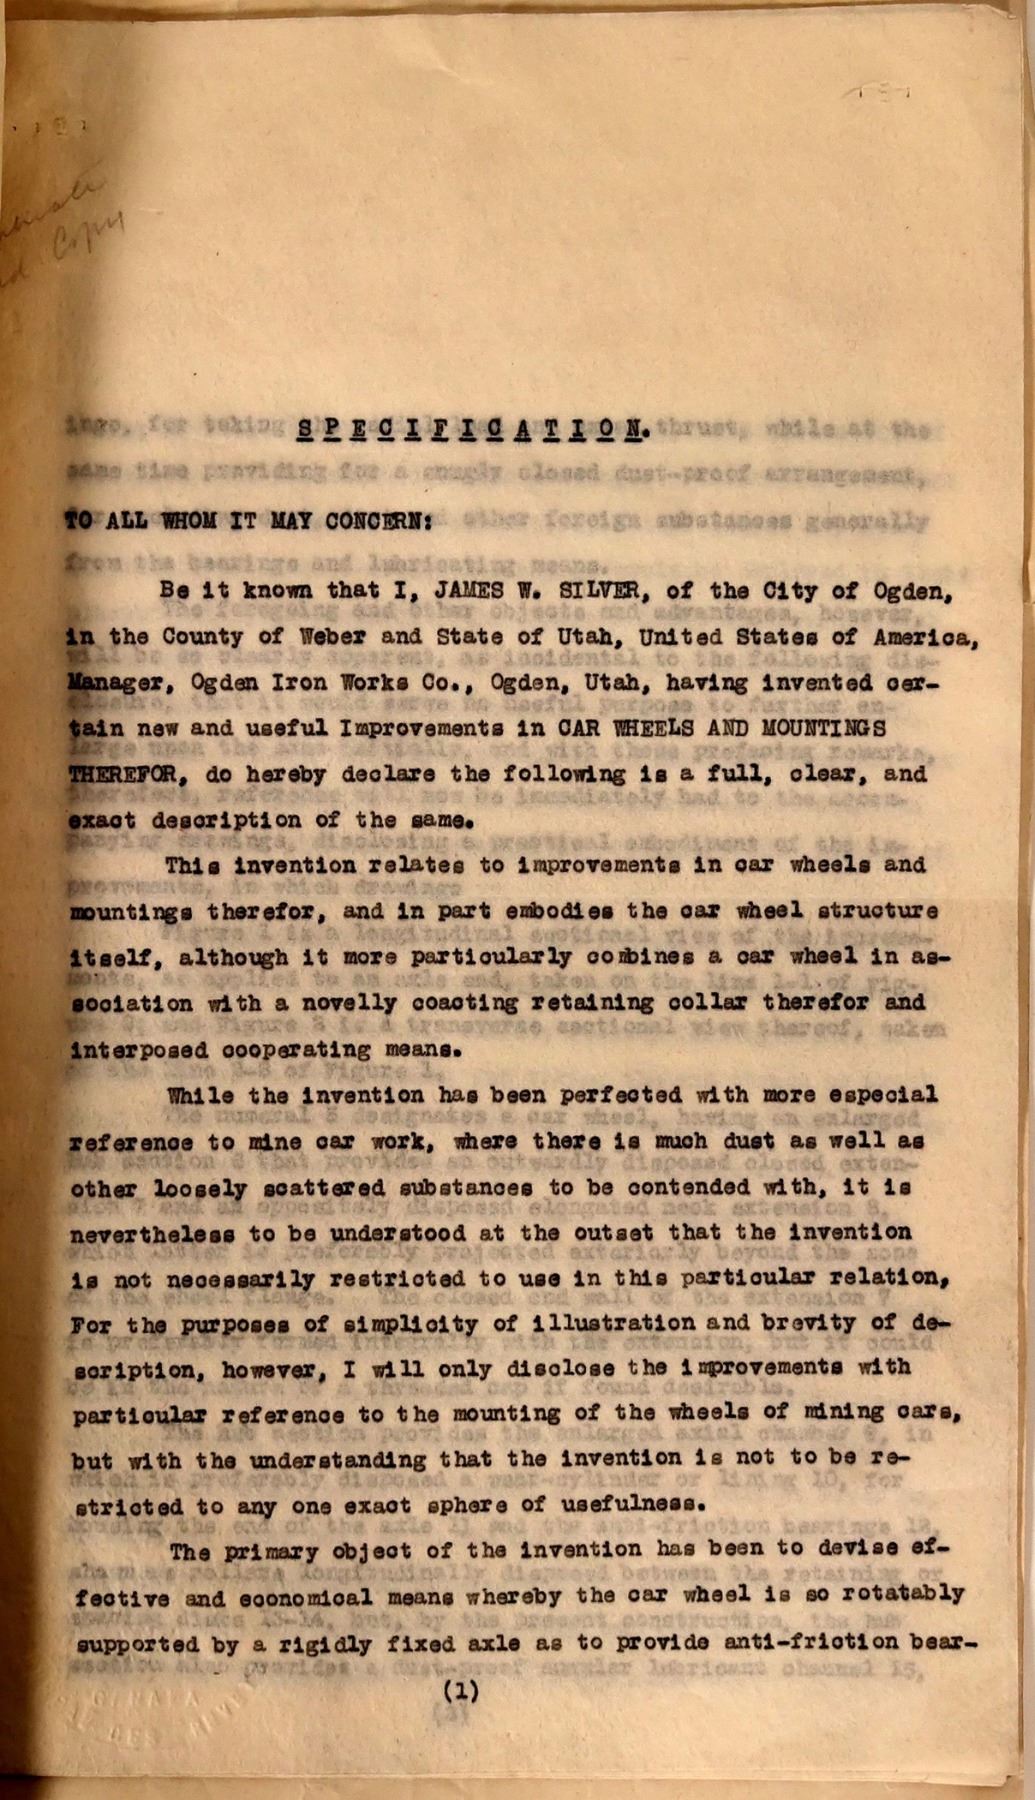 Copy
SPECIFICATION.
TO ALL WHOM IT MAY CONCERN:
Be it known that I, JAMES W. SILVER, of the City of Ogden,
in the County of Weber and State of Utah, United States of America,
Manager, Ogden Iron Works Co., Ogden, Utah, having invented cer-
tain new and useful Improvements in CAR WHEELS AND MOUNTINGS
THEREFOR, do hereby declare the following is a full, clear, and
exact description of the same.
This invention relates to improvements in car wheels and
mountings therefor, and in part embodies the car wheel structure
itself, although it more particularly combines a car wheel in as-
sociation with a novelly coacting retaining collar therefor and
interposed cooperating means.
While the invention has been perfected with more especial
reference to mine car work, where there is much dust as well as
other loosely scattered substances to be contended with, it is
nevertheless to be understood at the outset that the invention
is not necessarily restricted to use in this particular relation,
For the purposes of simplicity of illustration and brevity of de-
scription, however, I will only disclose the improvements with
particular reference to the mounting of the wheels of mining cars,
but with the understanding that the invention is not to be re-
stricted to any one exact sphere of usefulness.
The primary object of the invention has been to devise ef-
fective and economical means whereby the car wheel is so rotatably
supported by a rigidly fixed axle as to provide anti-friction bear-
(1)